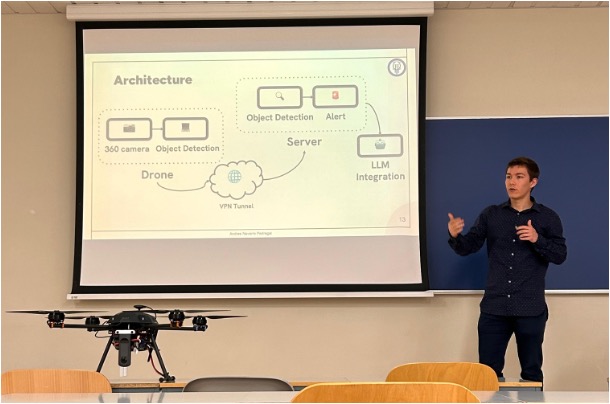 Architecture
Object Detection
Alert
360 camera
Object Detection
Server
LLM
Integration
Drone
VPN Tunnel
13